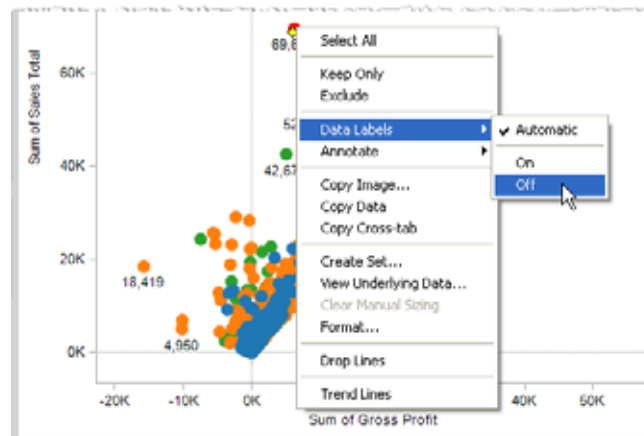 Sum of Sales Total
60K
40K
20K
0K
18,419
4,950
-20K
-10K
0K
40K
50K
Sum of Gross Profit
Select All
Keep Only
Exclude
Data Labels
Annotate
Copy Image...
Copy Data
Copy Cross-tab
Create Set...
View Underlying Data...
Clear Manual Sizing
Format...
Drop Lines
Trend Lines
Automatic
On
Off